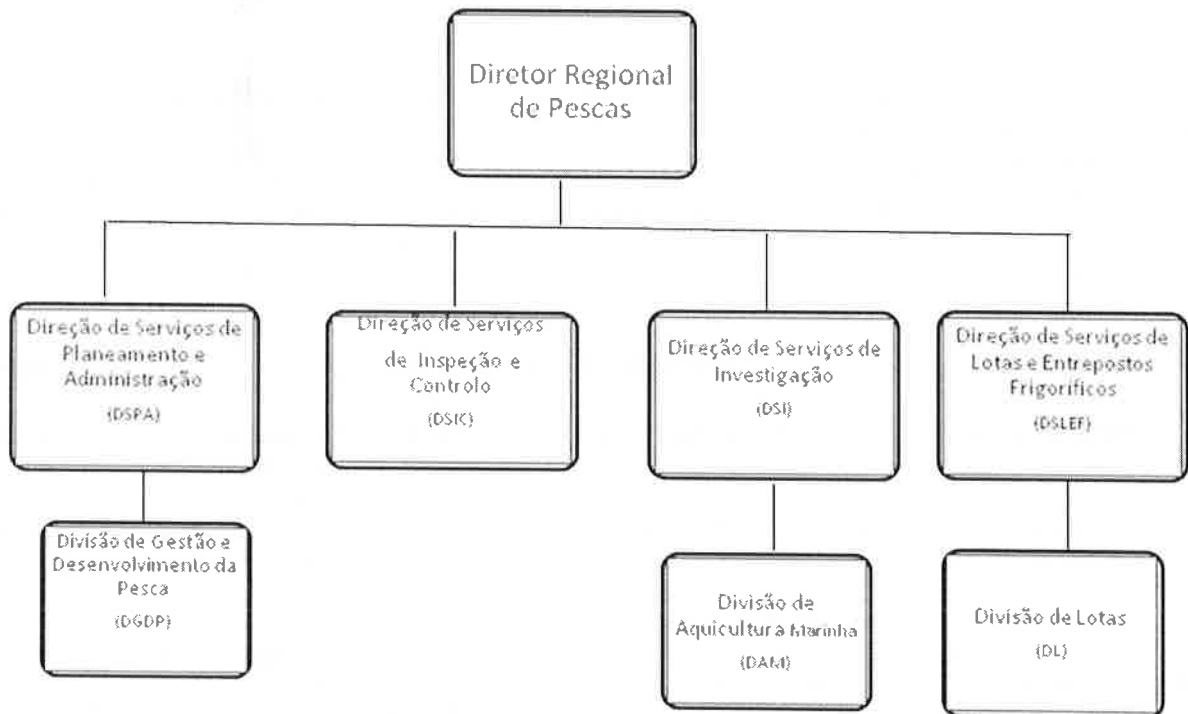 Diretor Regional
de Pescas
Direção de Serviços de
Planeamento e
Administração
(DSPA)
Direção de Serviços
de Inspeção e
Controlo
(DSIC)
Direção de Serviços de
Investigação
(DSI)
Direção de Serviços de
Lotas e Entrepostos
Frigorificos
(DSLEF)
Divisão de Gestão e
Desenvolvimento da
Pesca
(DGDP)
Divisão de
Aquicultura Marinha
(DAM)
Divisão de Lotas
(DL)